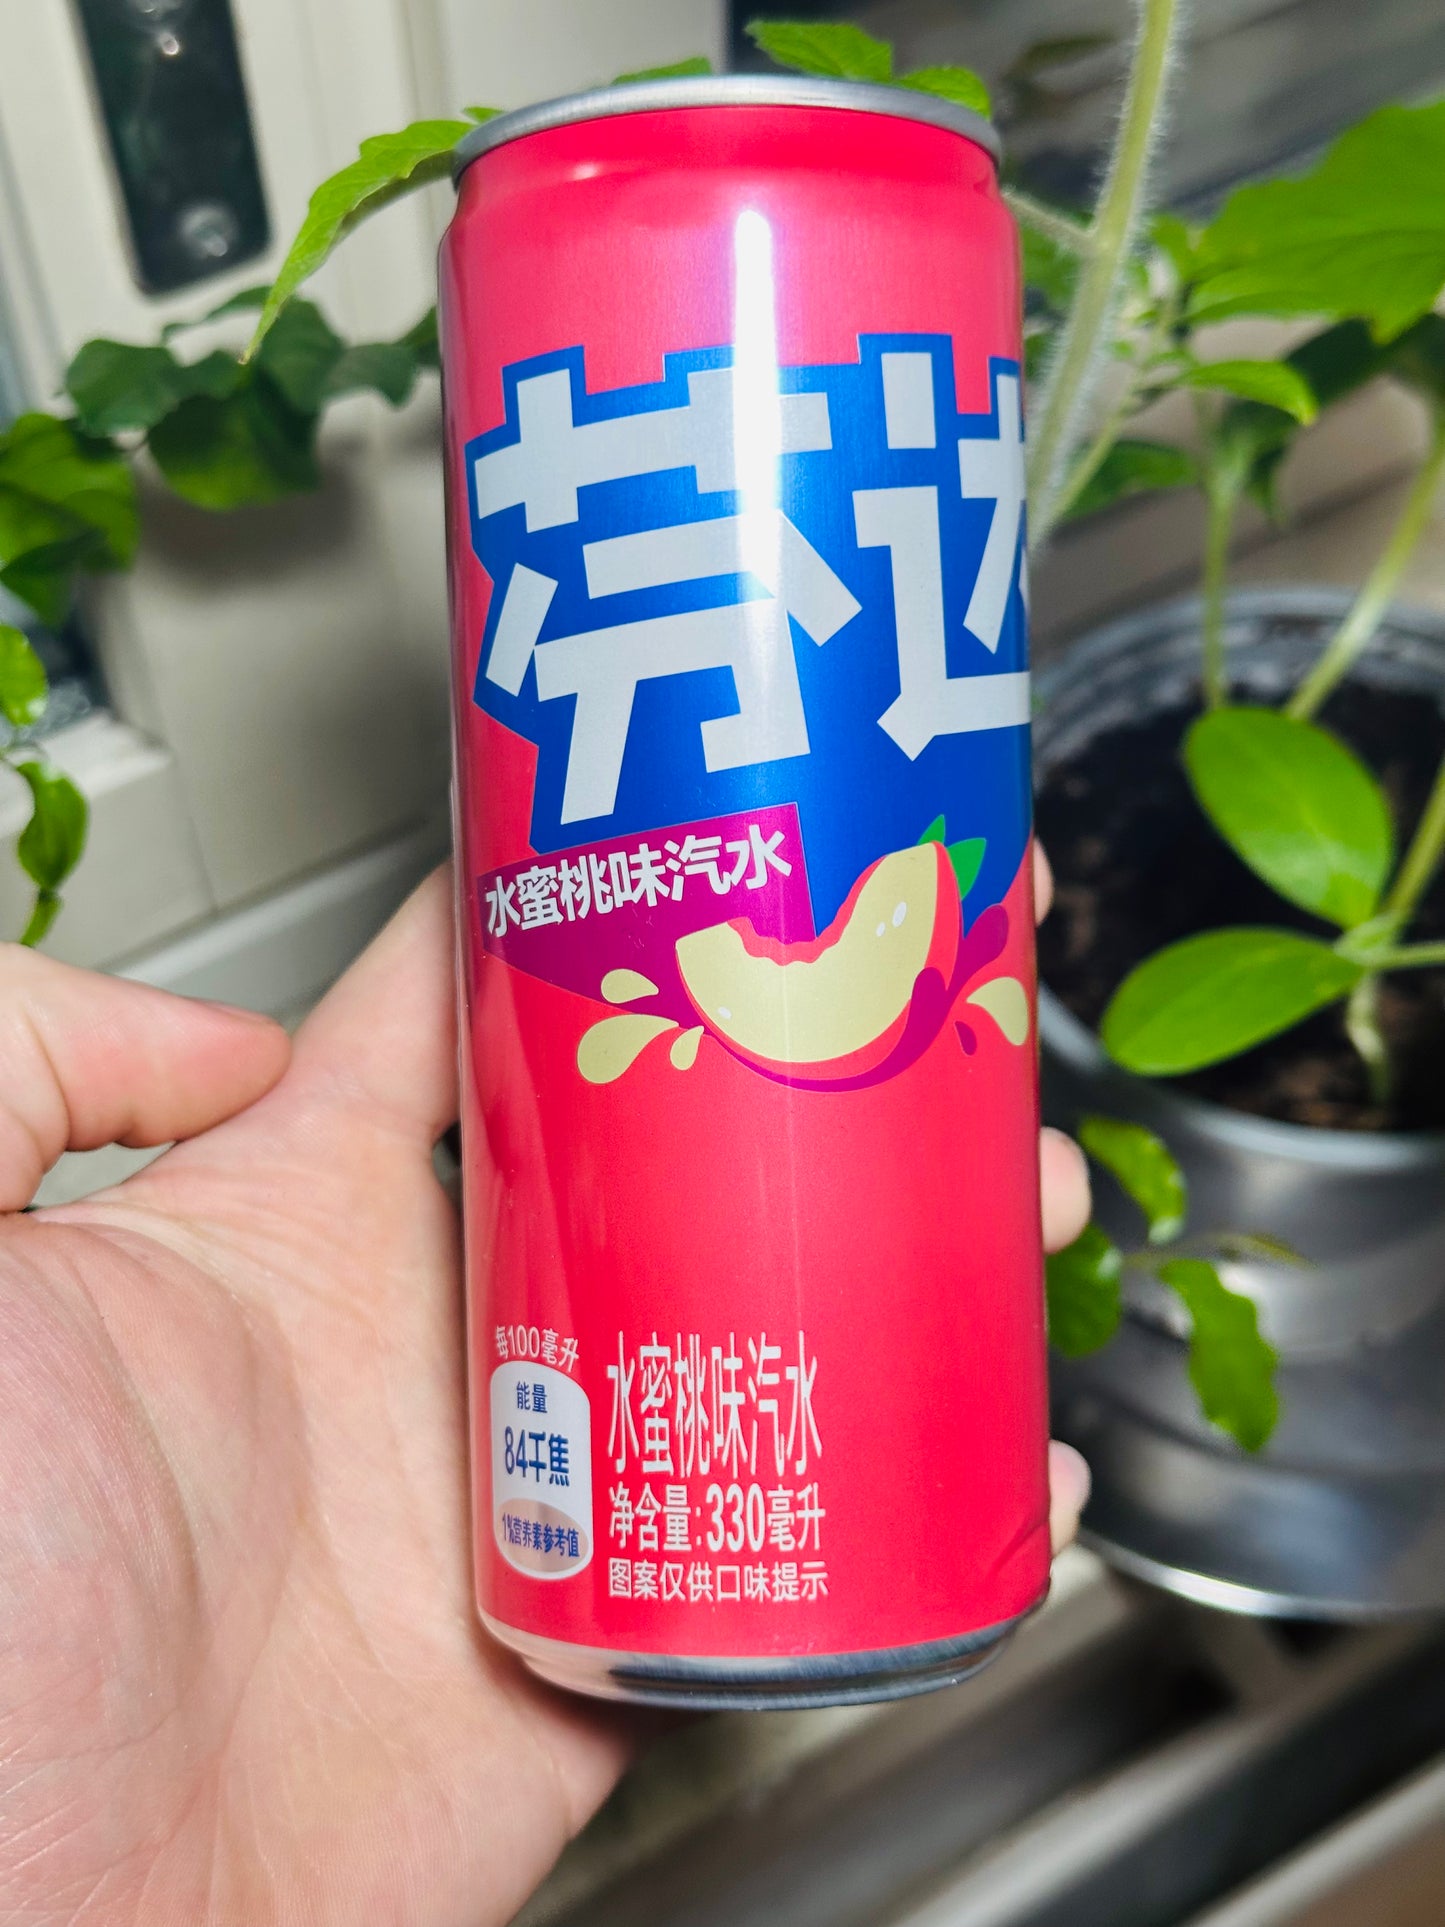 芬达
水蜜桃味汽水
每100毫升
能量
84千焦
1%营养素参考值
水蜜桃味汽水
净含量:330毫升
图案仅供口味提示